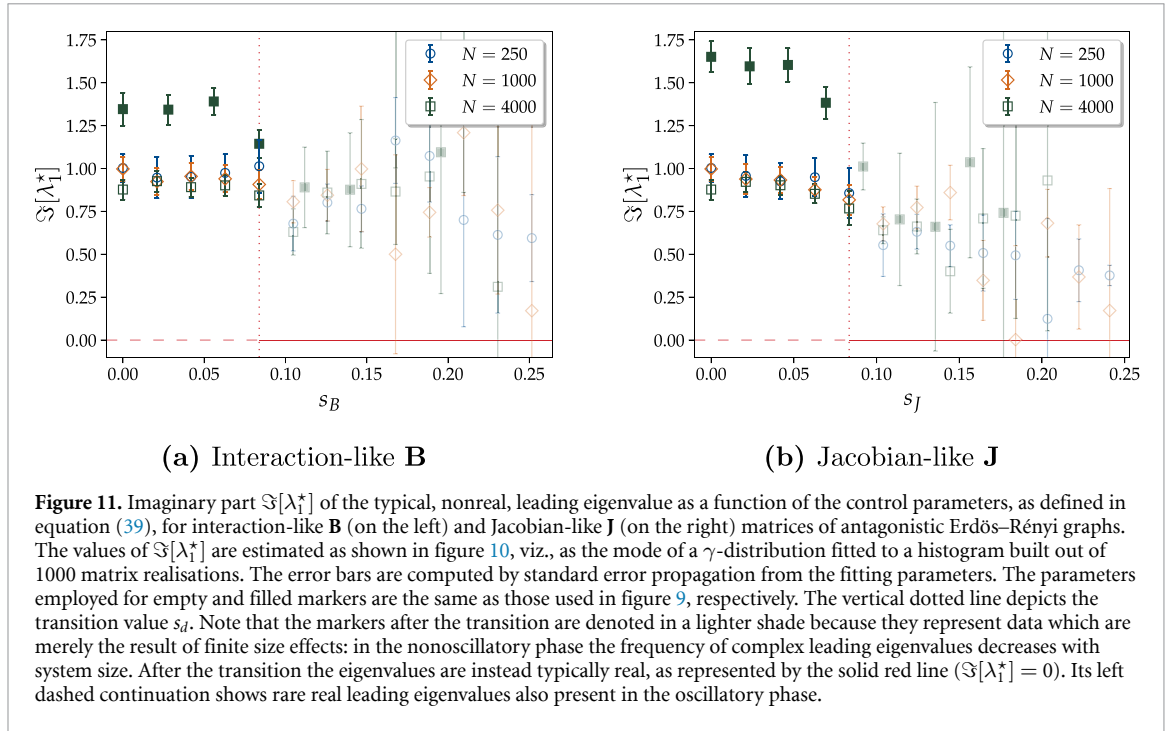 1.75
1.50
1.25
1.00
0.75
0.50
0.25
0.00
ℑ[λ₁⋆]
N = 250
N = 1000
N = 4000
0.00 0.05 0.10 0.15 0.20 0.25
s_B
(a) Interaction-like B
1.75
1.50
1.25
1.00
0.75
0.50
0.25
0.00
ℑ[λ₁⋆]
N = 250
N = 1000
N = 4000
0.00 0.05 0.10 0.15 0.20 0.25
s_J
(b) Jacobian-like J
Figure 11. Imaginary part ℑ[λ₁⋆] of the typical, nonreal, leading eigenvalue as a function of the control parameters, as defined in
equation (39), for interaction-like B (on the left) and Jacobian-like J (on the right) matrices of antagonistic Erdös–Rényi graphs.
The values of ℑ[λ₁⋆] are estimated as shown in figure 10, viz., as the mode of a γ-distribution fitted to a histogram built out of
1000 matrix realisations. The error bars are computed by standard error propagation from the fitting parameters. The parameters
employed for empty and filled markers are the same as those used in figure 9, respectively. The vertical dotted line depicts the
transition value s_d. Note that the markers after the transition are denoted in a lighter shade because they represent data which are
merely the result of finite size effects: in the nonoscillatory phase the frequency of complex leading eigenvalues decreases with
system size. After the transition the eigenvalues are instead typically real, as represented by the solid red line (ℑ[λ₁⋆] = 0). Its left
dashed continuation shows rare real leading eigenvalues also present in the oscillatory phase.